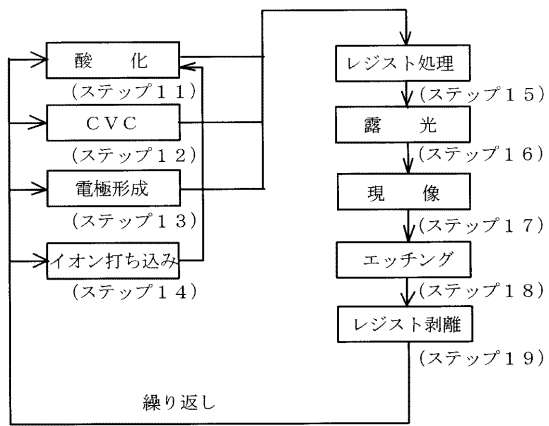 酸 化
(ステップ11)
CVC
(ステップ12)
電極形成
(ステップ13)
イオン打ち込み
(ステップ14)
レジスト処理
(ステップ15)
露 光
(ステップ16)
現 像
(ステップ17)
エッチング
(ステップ18)
レジスト剥離
(ステップ19)
繰り返し